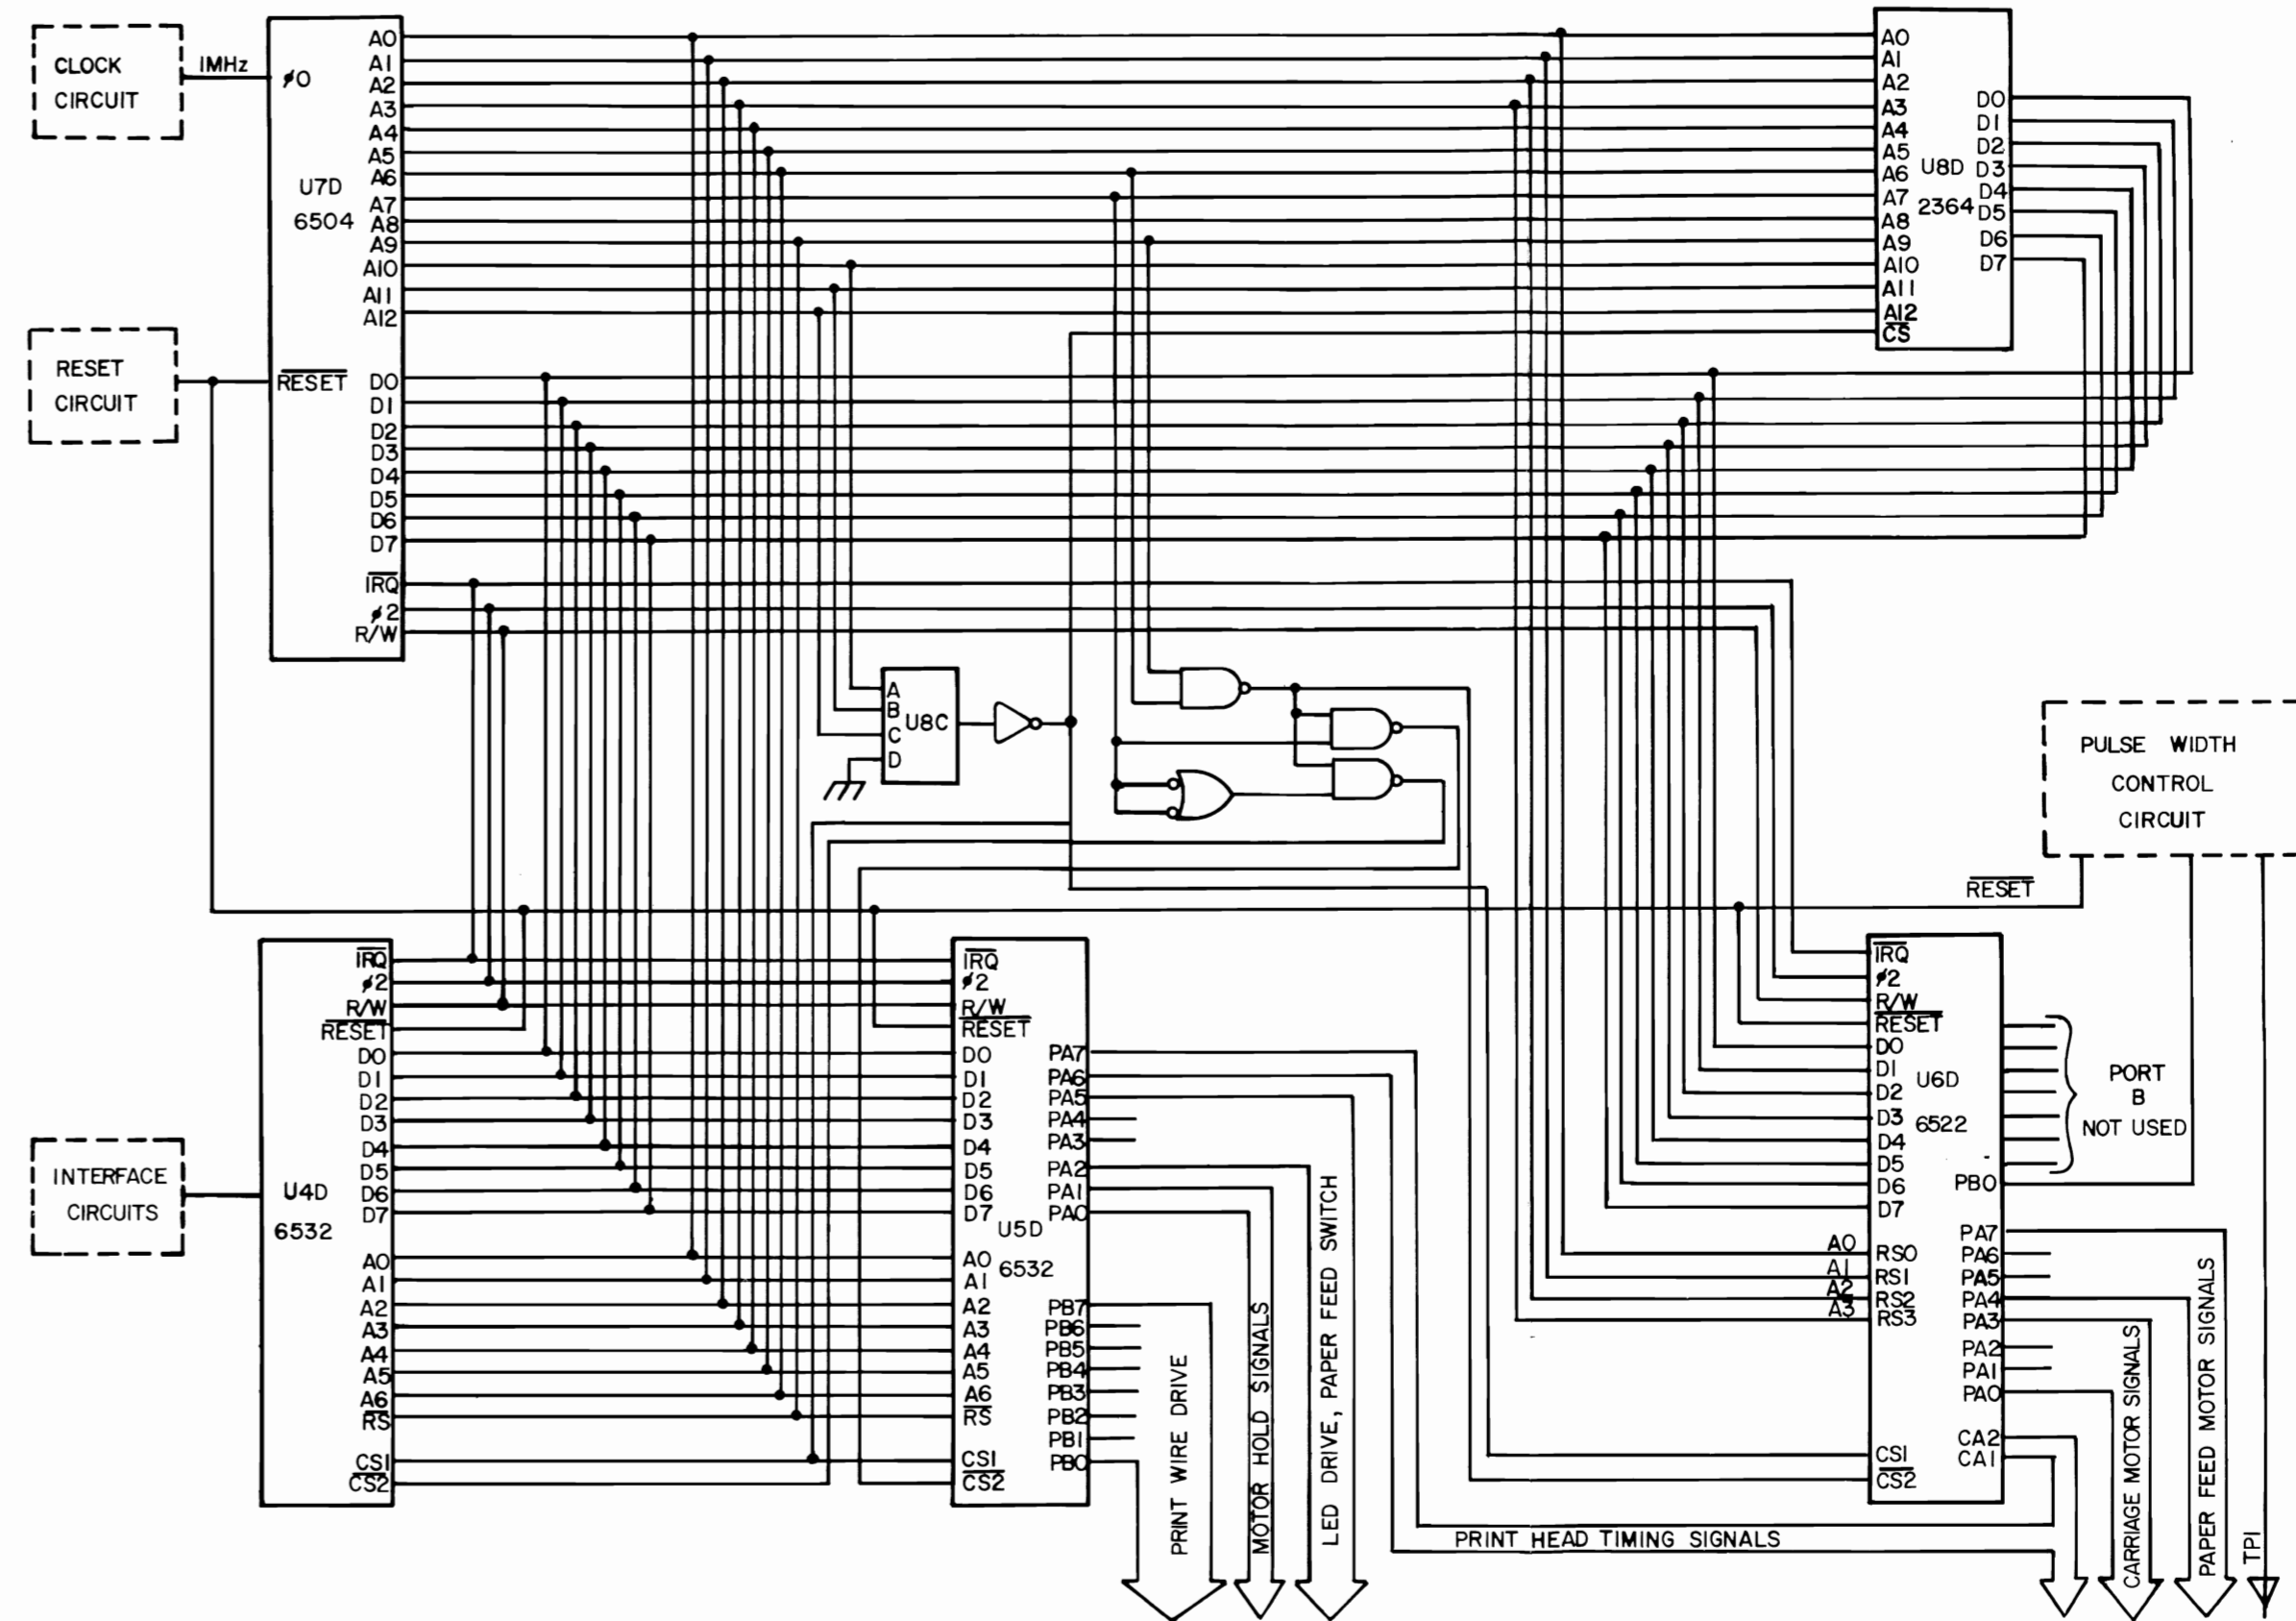 CLOCK
CIRCUIT
1MHz
ø0
U7D
6504
A0
A1
A2
A3
A4
A5
A6
A7
A8
A9
A10
A11
A12
RESET
CIRCUIT
RESET
D0
D1
D2
D3
D4
D5
D6
D7
IRQ
ø2
R/W
A0
A1
A2
A3
A4
A5
A6
A7
A8
A9
A10
A11
A12
CS
U8D
2364
D0
D1
D2
D3
D4
D5
D6
D7
A
B
C
D
U8C
PULSE WIDTH
CONTROL
CIRCUIT
RESET
INTERFACE
CIRCUITS
U4D
6532
IRQ
ø2
R/W
RESET
D0
D1
D2
D3
D4
D5
D6
D7
A0
A1
A2
A3
A4
A5
A6
RS
CS1
CS2
IRQ
ø2
R/W
RESET
D0
D1
D2
D3
D4
D5
D6
D7
U5D
6532
A0
A1
A2
A3
A4
A5
A6
RS
CS1
CS2
PA7
PA6
PA5
PA4
PA3
PA2
PA1
PA0
PB7
PB6
PB5
PB4
PB3
PB2
PB1
PB0
PRINT WIRE DRIVE
MOTOR HOLD SIGNALS
LED DRIVE, PAPER FEED SWITCH
PRINT HEAD TIMING SIGNALS
A0
A1
A2
A3
IRQ
ø2
R/W
RESET
D0
D1
D2
D3
D4
D5
D6
D7
U6D
6522
RS0
RS1
RS2
RS3
CS1
CS2
PORT
B
NOT USED
PB0
PA7
PA6
PA5
PA4
PA3
PA2
PA1
PA0
CA2
CA1
CARRIAGE MOTOR SIGNALS
PAPER FEED MOTOR SIGNALS
TP1